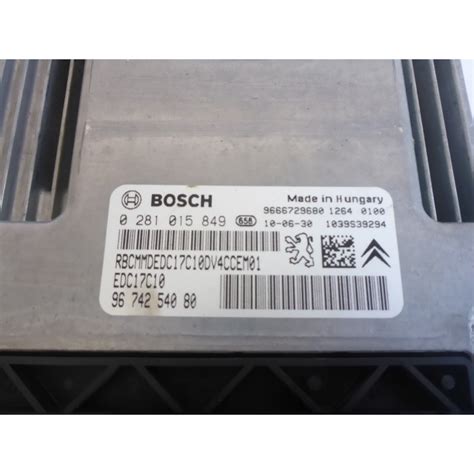 BOSCH
Made in Hungary
0 281 015 849 656
9666729680 1264 0100
10-06-30 1039S39294
RBCMMDEDC17C10DV4CCEM01
EDC17C10
96 742 540 80